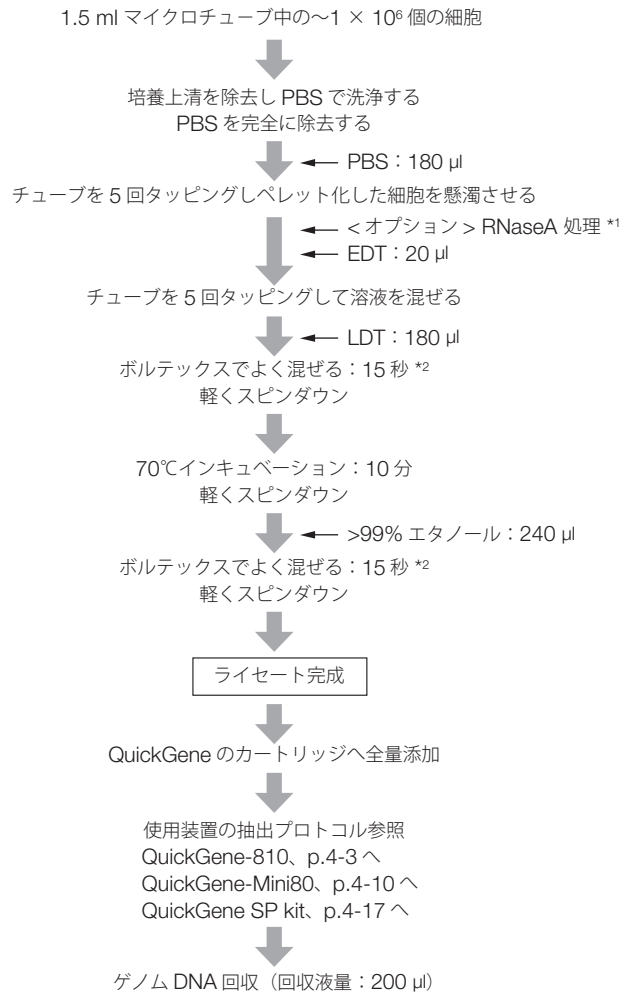 1.5 ml マイクロチューブ中の～1 × 10⁶ 個の細胞
培養上清を除去し PBS で洗浄する
PBS を完全に除去する
PBS：180 µl
チューブを 5 回タッピングしペレット化した細胞を懸濁させる
< オプション > RNaseA 処理 *1
EDT：20 µl
チューブを 5 回タッピングして溶液を混ぜる
LDT：180 µl
ボルテックスでよく混ぜる：15 秒 *2
軽くスピンダウン
70℃インキュベーション：10 分
軽くスピンダウン
>99% エタノール：240 µl
ボルテックスでよく混ぜる：15 秒 *2
軽くスピンダウン
ライセート完成
QuickGene のカートリッジへ全量添加
使用装置の抽出プロトコル参照
QuickGene-810、p.4-3 へ
QuickGene-Mini80、p.4-10 へ
QuickGene SP kit、p.4-17 へ
ゲノム DNA 回収（回収液量：200 µl）